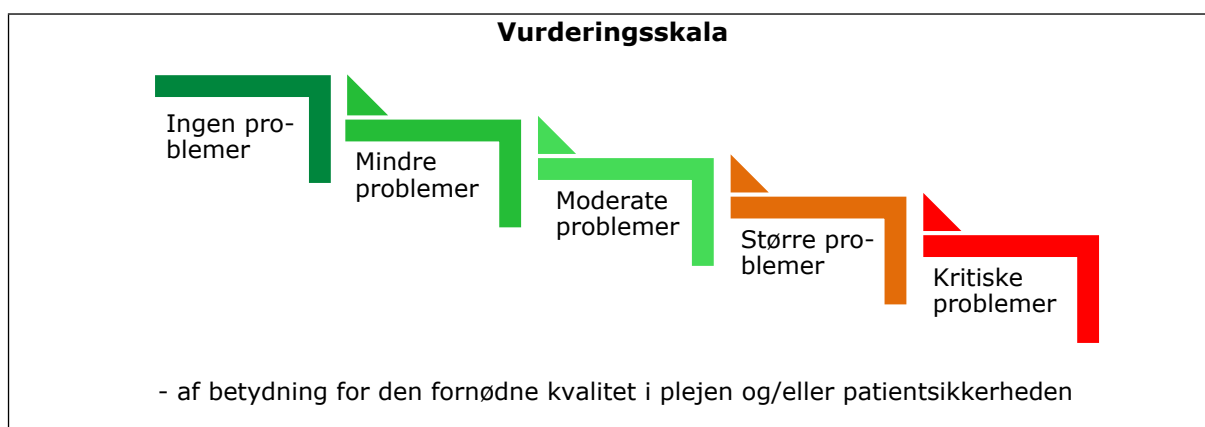 Vurderingsskala
Ingen pro-
blemer
Mindre
problemer
Moderate
problemer
Større pro-
blemer
Kritiske
problemer
- af betydning for den fornødne kvalitet i plejen og/eller patientsikkerheden